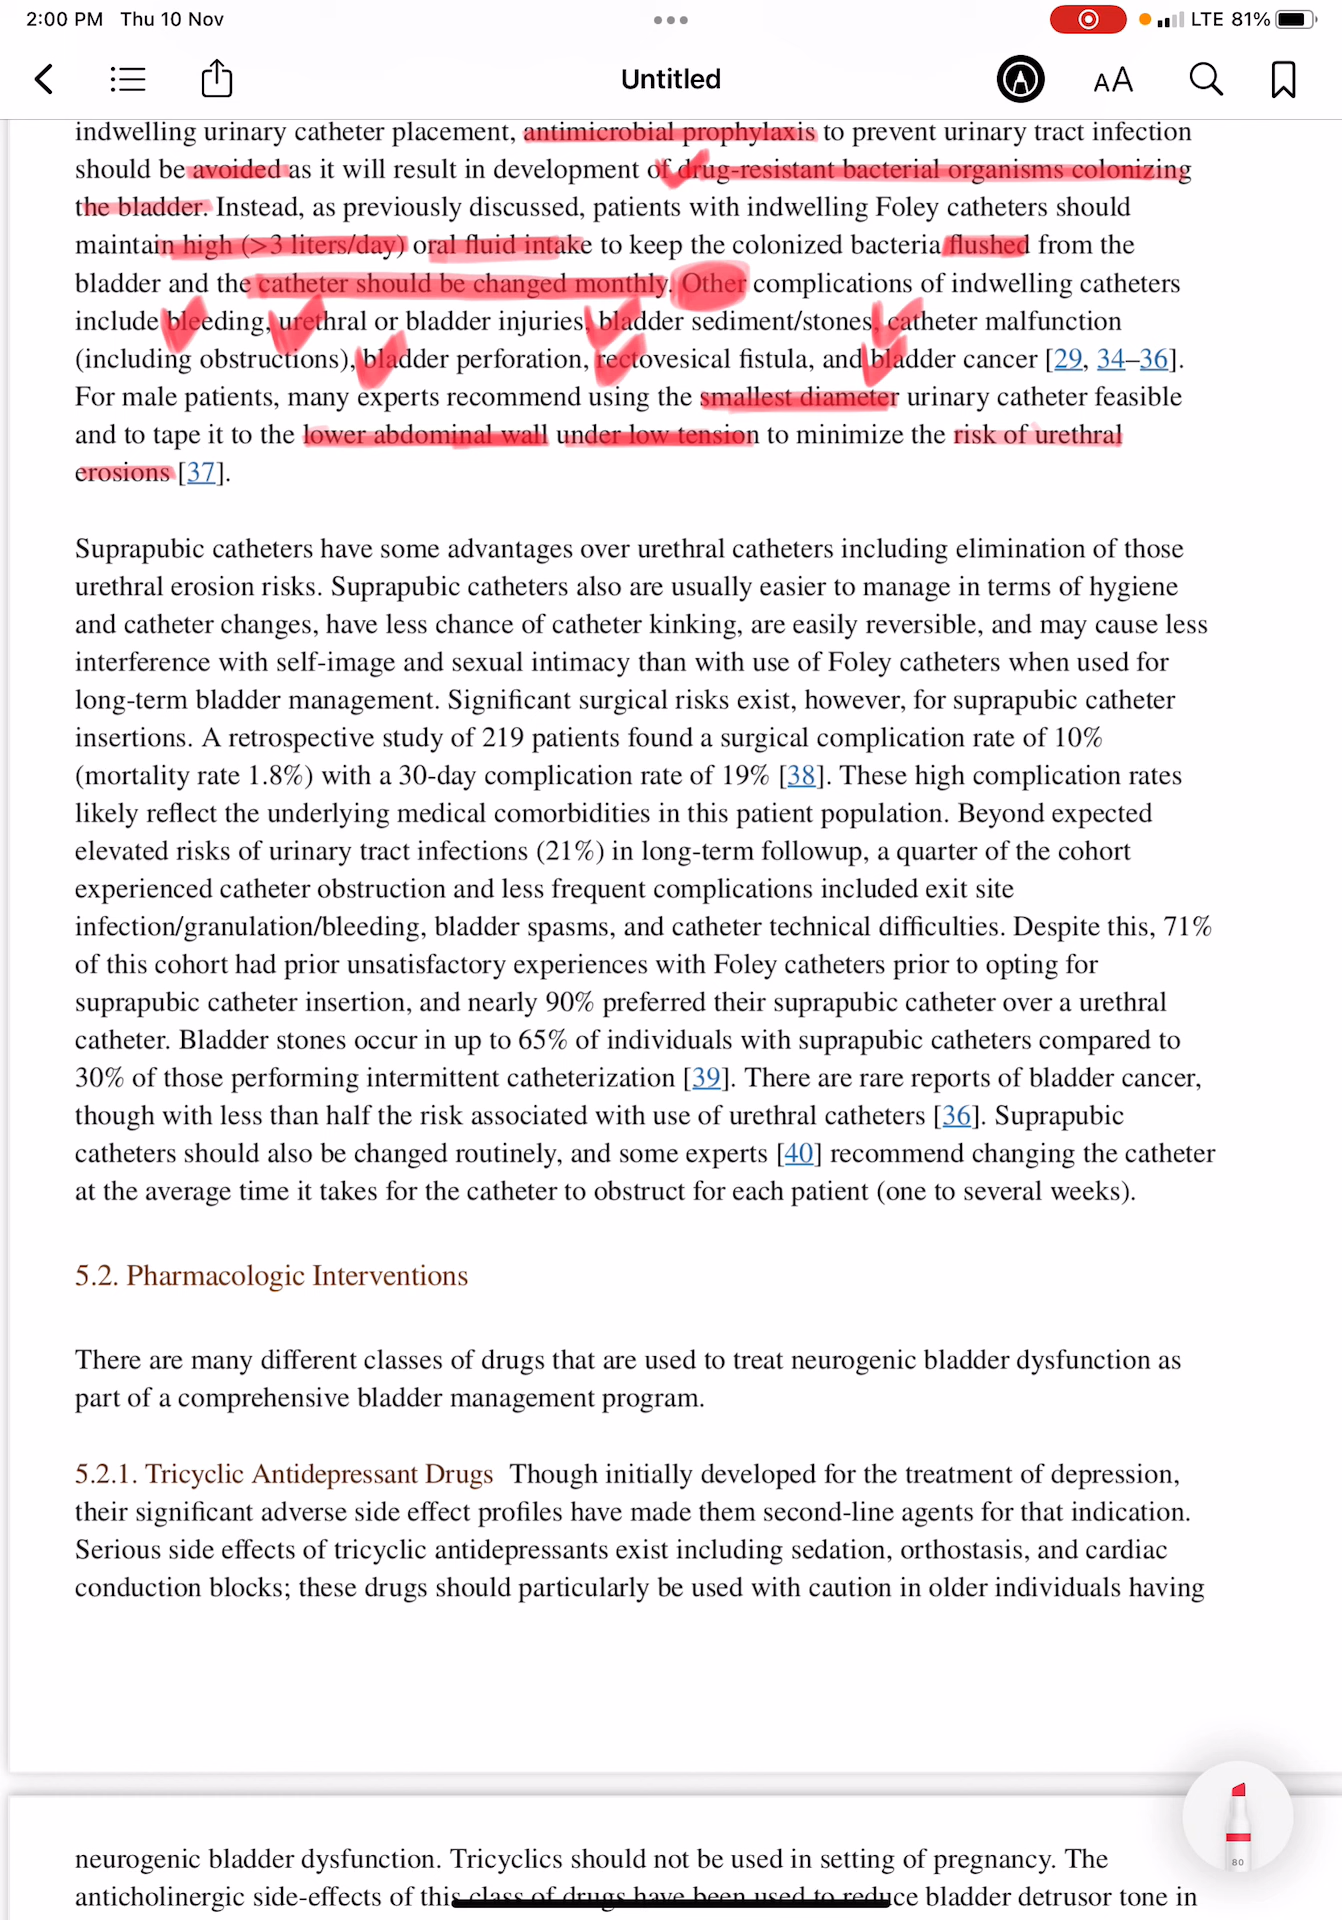 2:00 PM Thu 10 Nov
LTE 81%
Untitled
AA
indwelling urinary catheter placement, antimicrobial prophylaxis to prevent urinary tract infection
should be avoided as it will result in development of drug-resistant bacterial organisms colonizing
the bladder. Instead, as previously discussed, patients with indwelling Foley catheters should
maintain high (>3 liters/day) oral fluid intake to keep the colonized bacteria flushed from the
bladder and the catheter should be changed monthly. Other complications of indwelling catheters
include bleeding, urethral or bladder injuries, bladder sediment/stones, catheter malfunction
(including obstructions), bladder perforation, rectovesical fistula, and bladder cancer [29, 34–36].
For male patients, many experts recommend using the smallest diameter urinary catheter feasible
and to tape it to the lower abdominal wall under low tension to minimize the risk of urethral
erosions [37].
Suprapubic catheters have some advantages over urethral catheters including elimination of those
urethral erosion risks. Suprapubic catheters also are usually easier to manage in terms of hygiene
and catheter changes, have less chance of catheter kinking, are easily reversible, and may cause less
interference with self-image and sexual intimacy than with use of Foley catheters when used for
long-term bladder management. Significant surgical risks exist, however, for suprapubic catheter
insertions. A retrospective study of 219 patients found a surgical complication rate of 10%
(mortality rate 1.8%) with a 30-day complication rate of 19% [38]. These high complication rates
likely reflect the underlying medical comorbidities in this patient population. Beyond expected
elevated risks of urinary tract infections (21%) in long-term followup, a quarter of the cohort
experienced catheter obstruction and less frequent complications included exit site
infection/granulation/bleeding, bladder spasms, and catheter technical difficulties. Despite this, 71%
of this cohort had prior unsatisfactory experiences with Foley catheters prior to opting for
suprapubic catheter insertion, and nearly 90% preferred their suprapubic catheter over a urethral
catheter. Bladder stones occur in up to 65% of individuals with suprapubic catheters compared to
30% of those performing intermittent catheterization [39]. There are rare reports of bladder cancer,
though with less than half the risk associated with use of urethral catheters [36]. Suprapubic
catheters should also be changed routinely, and some experts [40] recommend changing the catheter
at the average time it takes for the catheter to obstruct for each patient (one to several weeks).
5.2. Pharmacologic Interventions
There are many different classes of drugs that are used to treat neurogenic bladder dysfunction as
part of a comprehensive bladder management program.
5.2.1. Tricyclic Antidepressant Drugs Though initially developed for the treatment of depression,
their significant adverse side effect profiles have made them second-line agents for that indication.
Serious side effects of tricyclic antidepressants exist including sedation, orthostasis, and cardiac
conduction blocks; these drugs should particularly be used with caution in older individuals having
80
neurogenic bladder dysfunction. Tricyclics should not be used in setting of pregnancy. The
anticholinergic side-effects of this class of drugs have been used to reduce bladder detrusor tone in